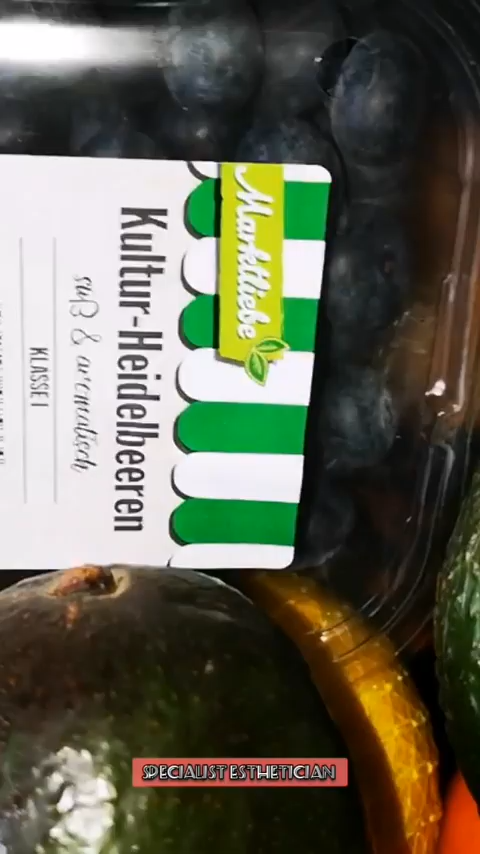 Marktliebe
Kultur-Heidelbeeren
süß & aromatisch
KLASSE I
SPECIALIST ESTHETICIAN